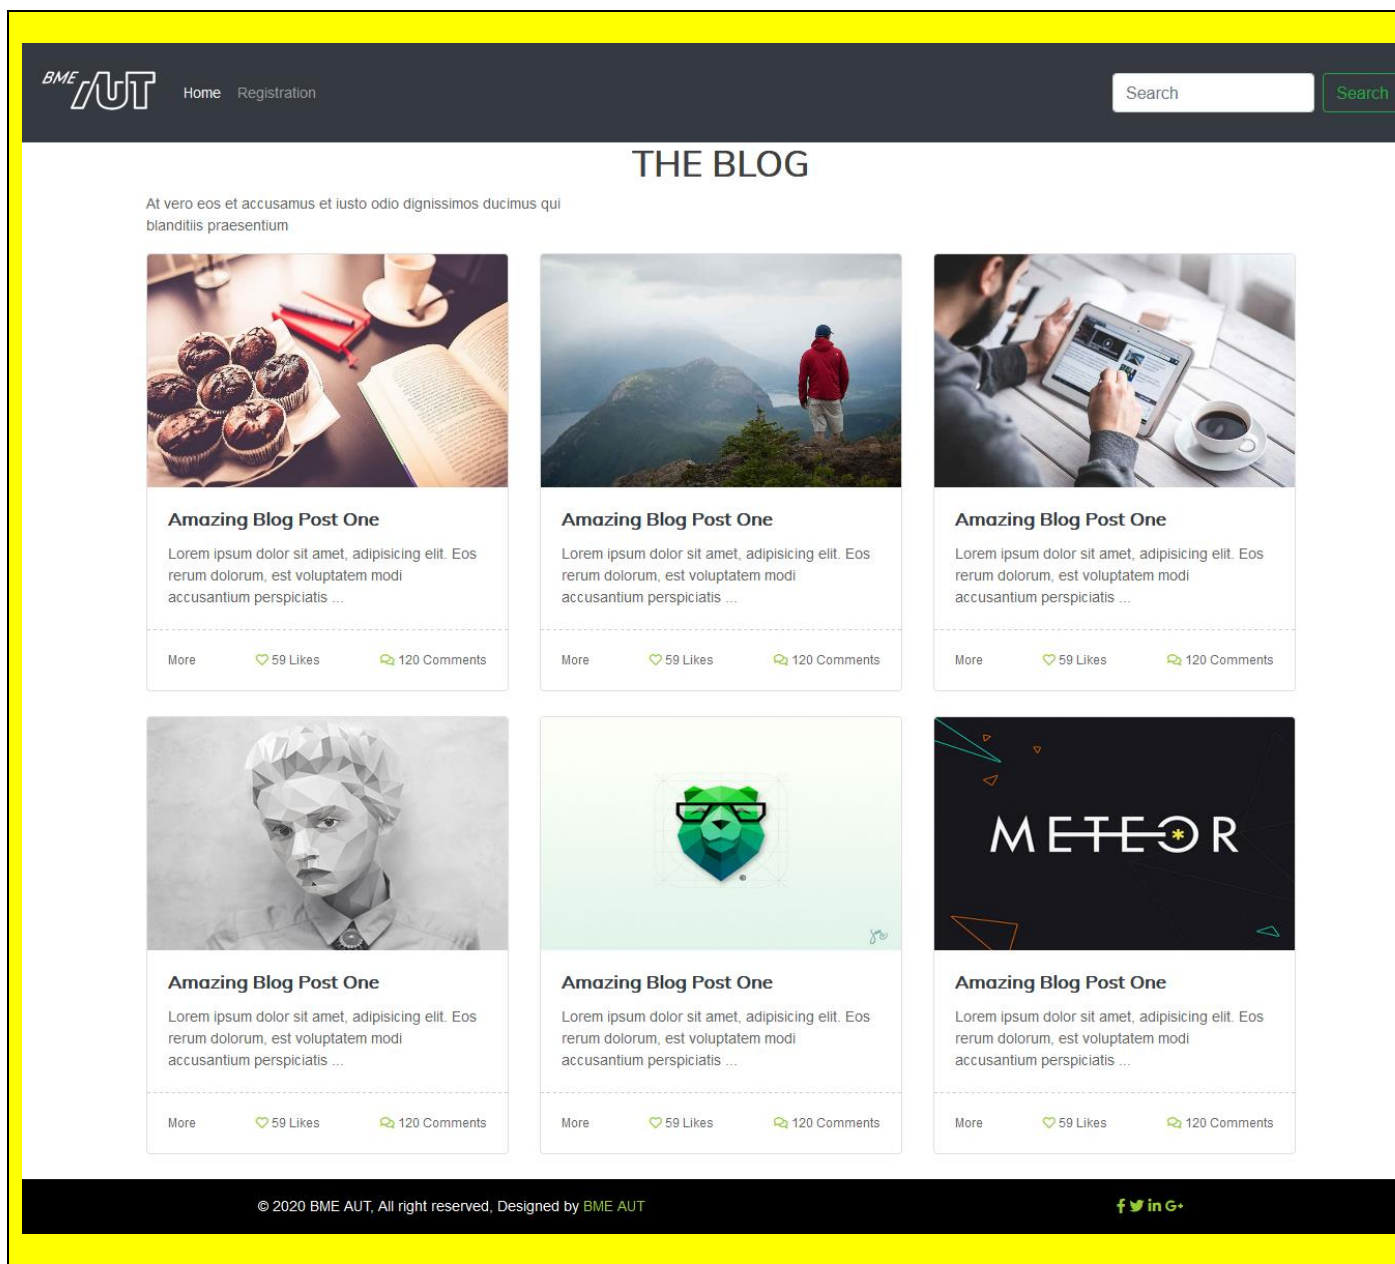 BME AUT
Home Registration
Search
Search
THE BLOG
At vero eos et accusamus et iusto odio dignissimos ducimus qui
blanditiis praesentium
Amazing Blog Post One
Lorem ipsum dolor sit amet, adipisicing elit. Eos
rerum dolorum, est voluptatem modi
accusantium perspiciatis ...
More 59 Likes 120 Comments
Amazing Blog Post One
Lorem ipsum dolor sit amet, adipisicing elit. Eos
rerum dolorum, est voluptatem modi
accusantium perspiciatis ...
More 59 Likes 120 Comments
Amazing Blog Post One
Lorem ipsum dolor sit amet, adipisicing elit. Eos
rerum dolorum, est voluptatem modi
accusantium perspiciatis ...
More 59 Likes 120 Comments
Amazing Blog Post One
Lorem ipsum dolor sit amet, adipisicing elit. Eos
rerum dolorum, est voluptatem modi
accusantium perspiciatis ...
More 59 Likes 120 Comments
Amazing Blog Post One
Lorem ipsum dolor sit amet, adipisicing elit. Eos
rerum dolorum, est voluptatem modi
accusantium perspiciatis ...
More 59 Likes 120 Comments
METEOR
Amazing Blog Post One
Lorem ipsum dolor sit amet, adipisicing elit. Eos
rerum dolorum, est voluptatem modi
accusantium perspiciatis ...
More 59 Likes 120 Comments
© 2020 BME AUT, All right reserved, Designed by BME AUT
f in G+